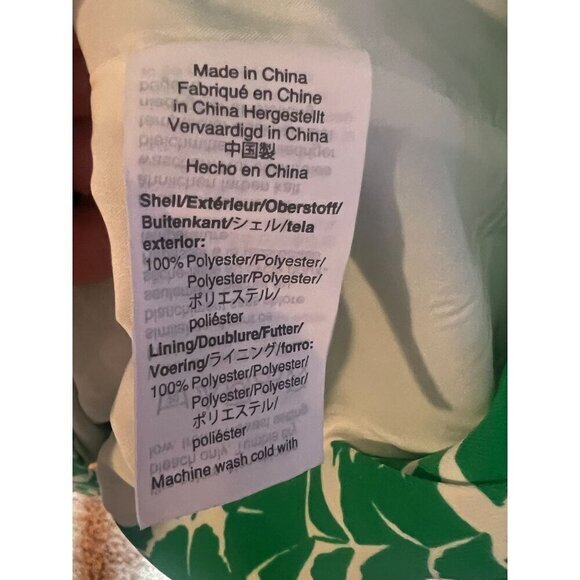 Made in China
Fabriqué en Chine
in China Hergestellt
Vervaardigd in China
中国製
Hecho en China
Shell/Extérieur/Oberstoff/
Buitenkant/シェル/tela
exterior:
100% Polyester/Polyester/
Polyester/Polyester/
ポリエステル/
poliéster
Lining/Doublure/Futter/
Voering/ライニング/forro:
100% Polyester/Polyester/
Polyester/Polyester/
ポリエステル/
poliéster
Machine wash cold with